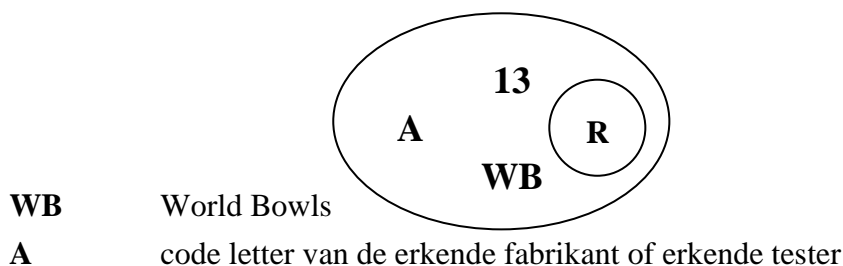 13
A
R
WB
WB World Bowls
A code letter van de erkende fabrikant of erkende tester